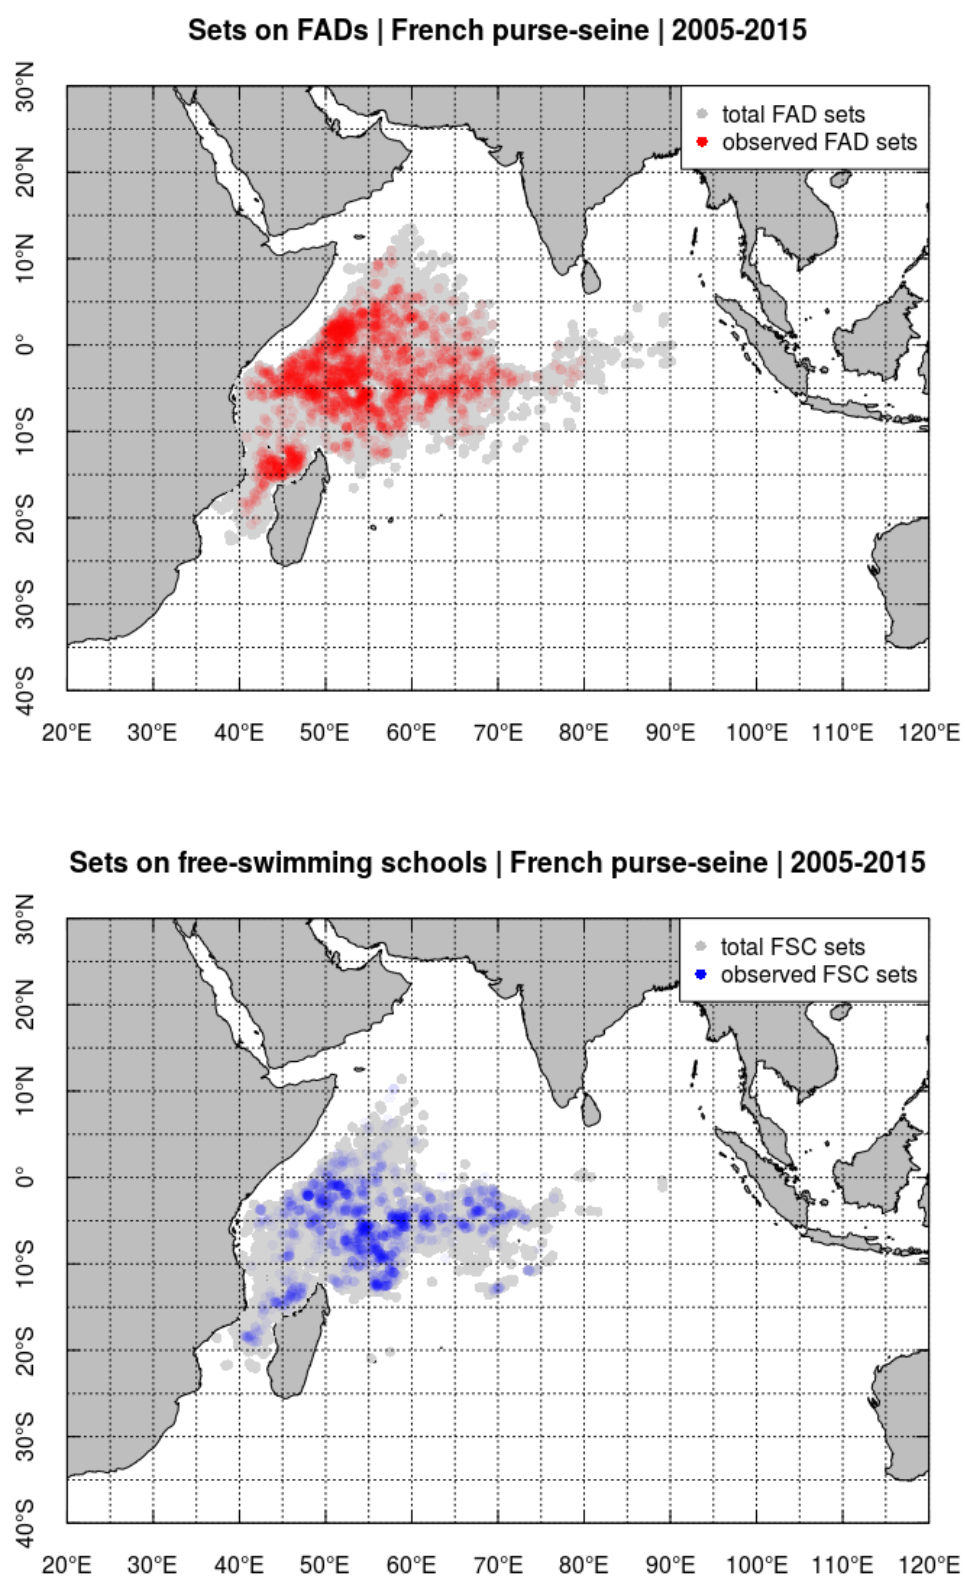 Sets on FADs | French purse-seine | 2005-2015
total FAD sets
observed FAD sets
30°N
20°N
10°N
0°
10°S
20°S
30°S
40°S
20°E 30°E 40°E 50°E 60°E 70°E 80°E 90°E 100°E 110°E 120°E
Sets on free-swimming schools | French purse-seine | 2005-2015
total FSC sets
observed FSC sets
30°N
20°N
10°N
0°
10°S
20°S
30°S
40°S
20°E 30°E 40°E 50°E 60°E 70°E 80°E 90°E 100°E 110°E 120°E